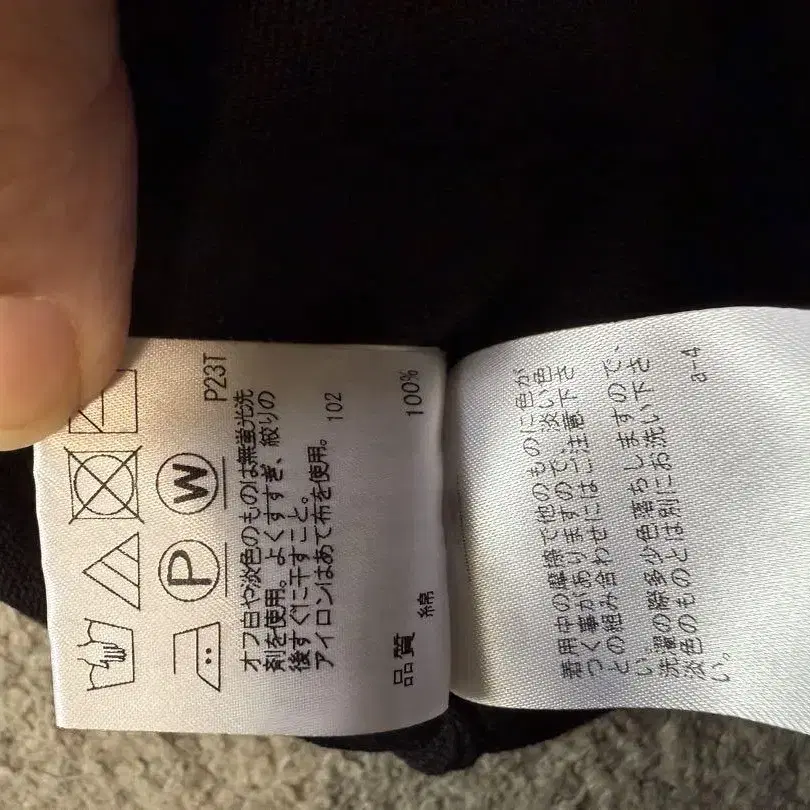 P23T
オフ白や淡色のものは無蛍光洗
剤を使用。よくすすぎ、絞りの
後すぐに干すこと。
アイロンはあて布を使用。
102
品質
綿 100%
着用中の摩擦で他のものに色が
つく事がありますので、淡い色
との組み合わせにはご注意下さ
い。
洗濯の際多少色落ちしますので、
淡色のものとは別にお洗い下さ
い。
a-4